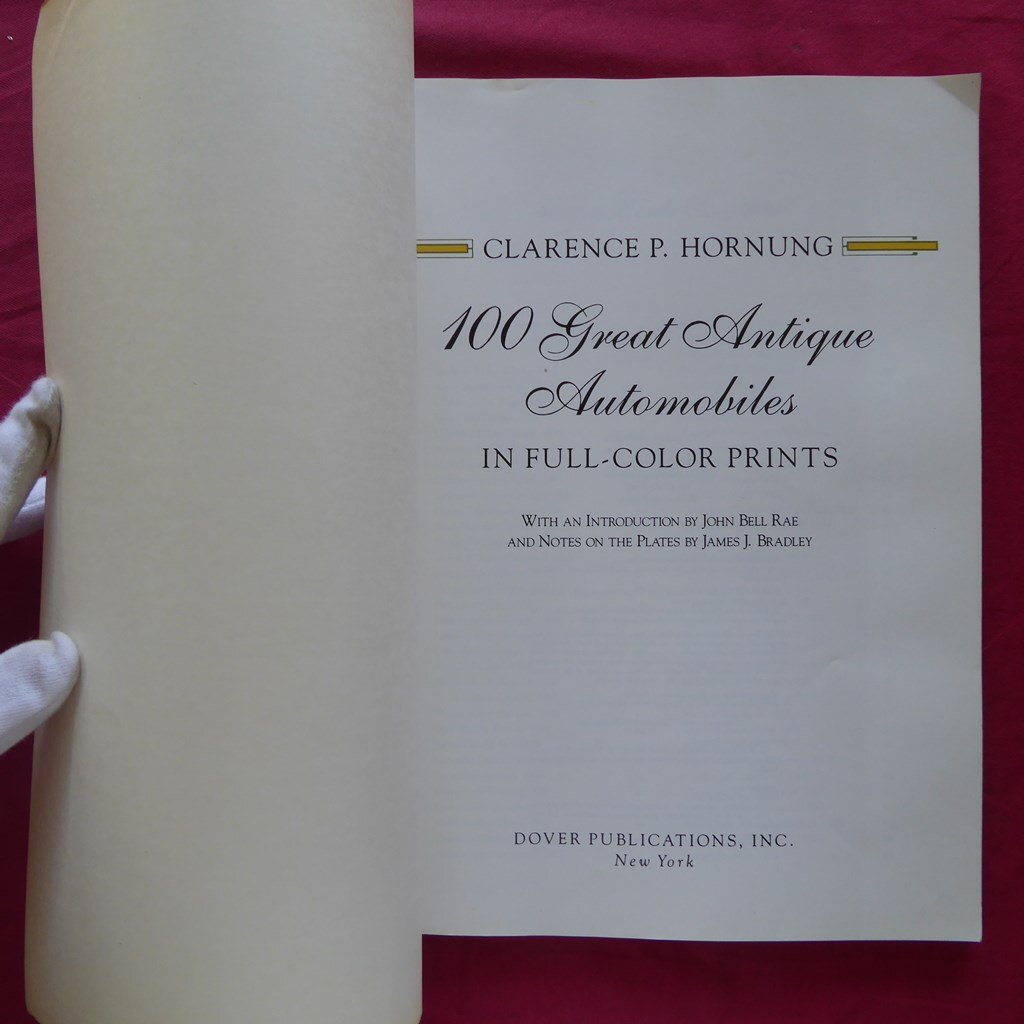 CLARENCE P. HORNUNG
100 Great Antique
Automobiles
IN FULL-COLOR PRINTS
WITH AN INTRODUCTION BY JOHN BELL RAE
AND NOTES ON THE PLATES BY JAMES J. BRADLEY
DOVER PUBLICATIONS, INC.
New York